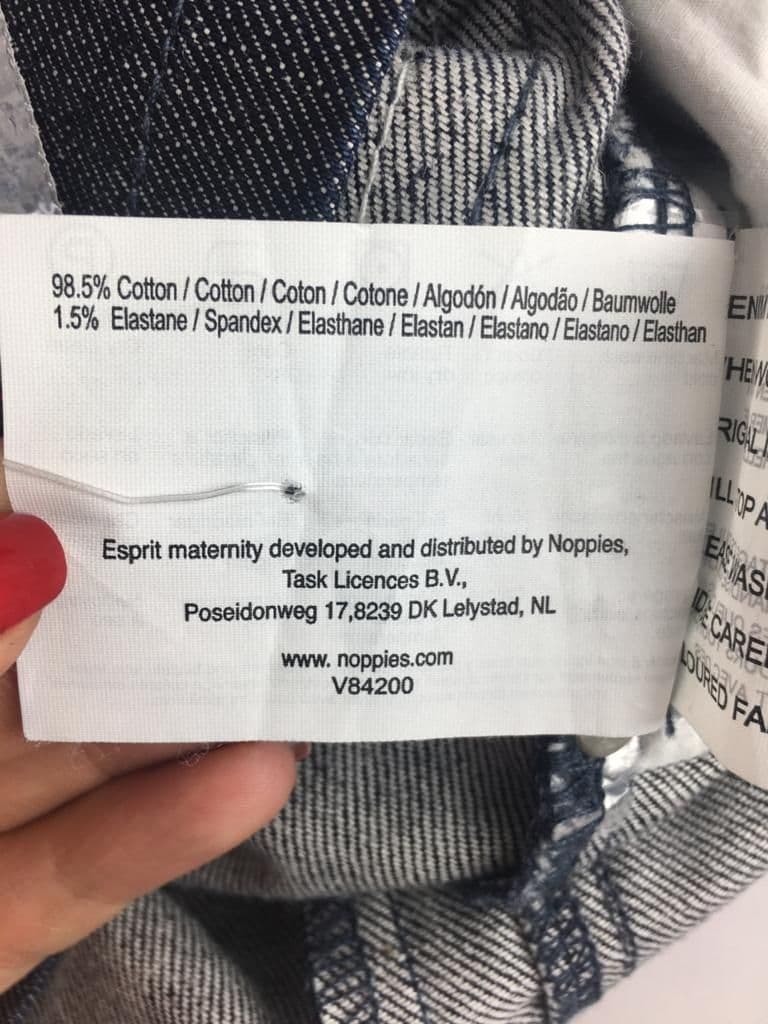 98.5% Cotton / Cotton / Coton / Cotone / Algodón / Algodão / Baumwolle
1.5% Elastane / Spandex / Elasthane / Elastan / Elastano / Elastano / Elasthan
Esprit maternity developed and distributed by Noppies,
Task Licences B.V.,
Poseidonweg 17,8239 DK Lelystad, NL
www. noppies.com
V84200